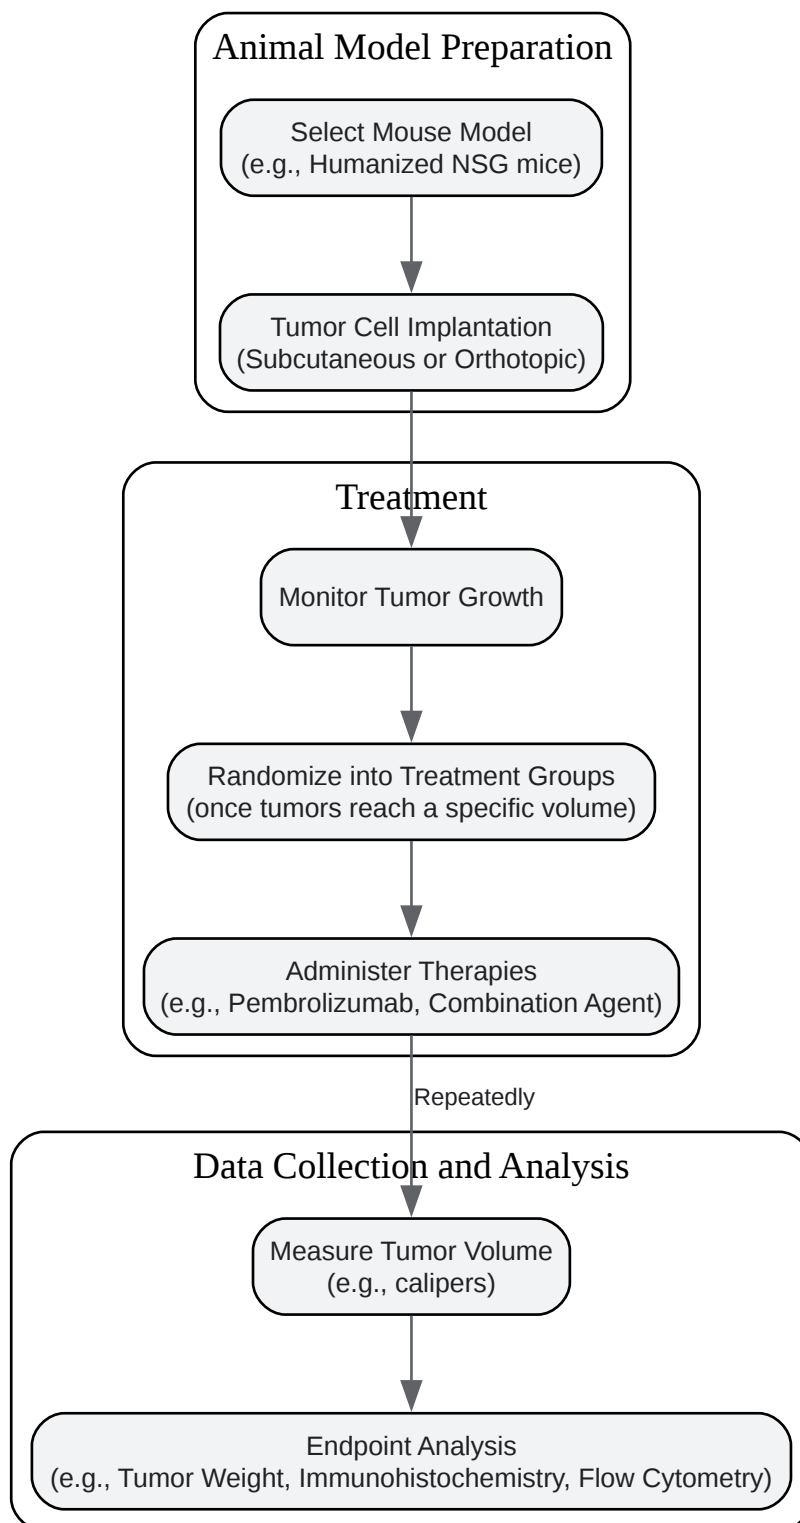 Animal Model Preparation
Select Mouse Model
(e.g., Humanized NSG mice)
Tumor Cell Implantation
(Subcutaneous or Orthotopic)
Treatment
Monitor Tumor Growth
Randomize into Treatment Groups
(once tumors reach a specific volume)
Administer Therapies
(e.g., Pembrolizumab, Combination Agent)
Repeatedly
Data Collection and Analysis
Measure Tumor Volume
(e.g., calipers)
Endpoint Analysis
(e.g., Tumor Weight, Immunohistochemistry, Flow Cytometry)